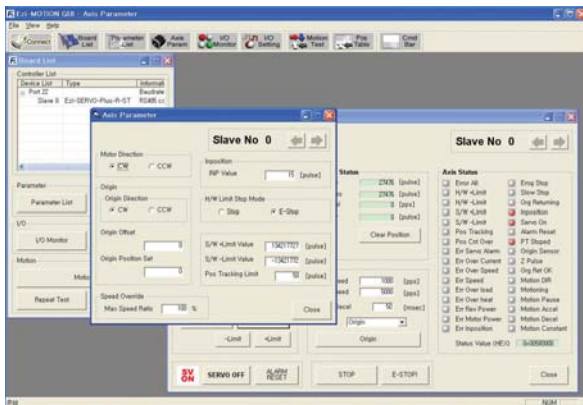 Ezi-MOTION GUI - Axis Parameter
File View Help
Connect Board List Parameter List Axis Param I/O Monitor I/O Setting Motion Test Pos Table Cmd Bar
Board List
Controller List
Device List Type Informati
Port 22 Baudrate
Slave 0 Ezi-SERVO-Plus-R-ST RS485 cc
Parameter
Parameter List
I/O
I/O Monitor
Motion
Motio
Repeat Test
Axis Parameter
Slave No 0
Motor Direction
CW CCW
Origin
Origin Direction
CW CCW
Origin Offset
0
Origin Position Set
0
Speed Override
Max Speed Ratio 100 %
Inposition
INP Value 15 [pulse]
H/W Limit Stop Mode
Stop E-Stop
S/W +Limit Value 134217727 [pulse]
S/W -Limit Value [pulse]
Pos Tracking Limit 50 [pulse]
Close
Slave No 0
Status
27476 [pulse]
27476 [pulse]
0 [pps]
0 [pulse]
Clear Position
1000 [pps]
5000 [pps]
50 [msec]
Origin
-Limit +Limit Origin
SV ON SERVO OFF ALARM RESET STOP E-STOP! Close
Axis Status
Error All Emg Stop
H/W +Limit Slow Stop
H/W -Limit Org Returning
S/W +Limit Inposition
S/W -Limit Servo On
Pos Tracking Alarm Reset
Pos Cnt Over PT Stoped
Err Servo Alarm Origin Sensor
Err Over Current Z Pulse
Err Over Speed Org Ret OK
Err Speed Motion DIR
Err Over load Motioning
Err Over heat Motion Pause
Err Rev Power Motion Accel
Err Motor Power Motion Decel
Err Inposition Motion Constant
Status Value (HEX)
NUM